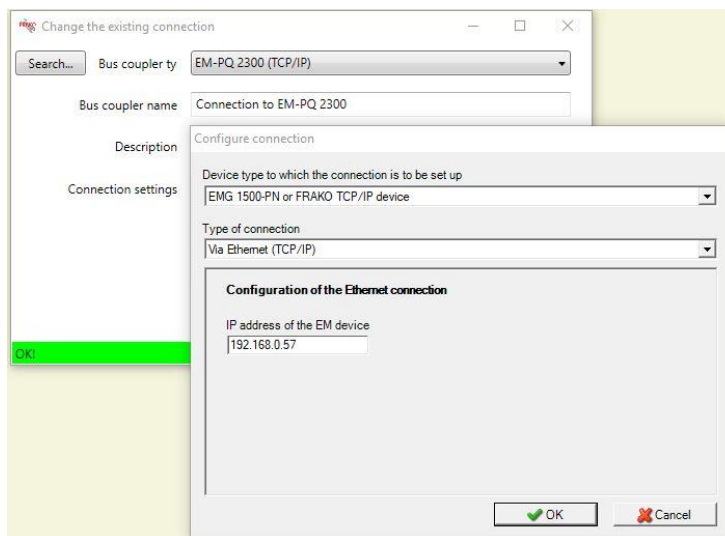 Change the existing connection
Search... Bus coupler ty EM-PQ 2300 (TCP/IP)
Bus coupler name Connection to EM-PQ 2300
Description
Connection settings
OK!
Configure connection
Device type to which the connection is to be set up
EMG 1500-PN or FRAKO TCP/IP device
Type of connection
Via Ethernet (TCP/IP)
Configuration of the Ethernet connection
IP address of the EM device
192.168.0.57
OK Cancel